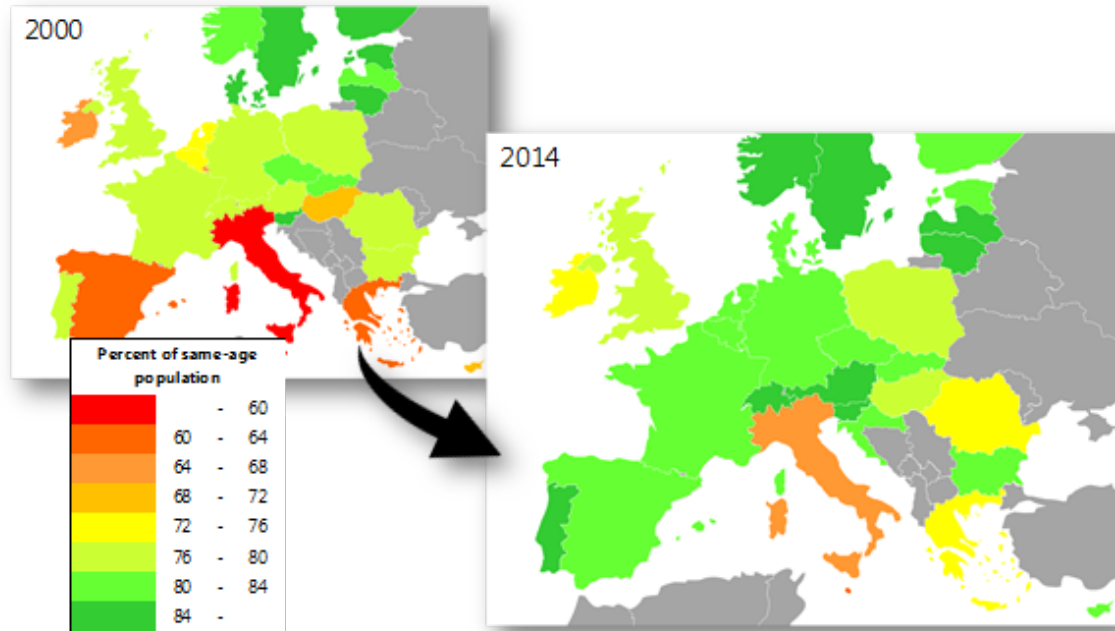 2000
2014
Percent of same-age
population
- 60
60 - 64
64 - 68
68 - 72
72 - 76
76 - 80
80 - 84
84 -